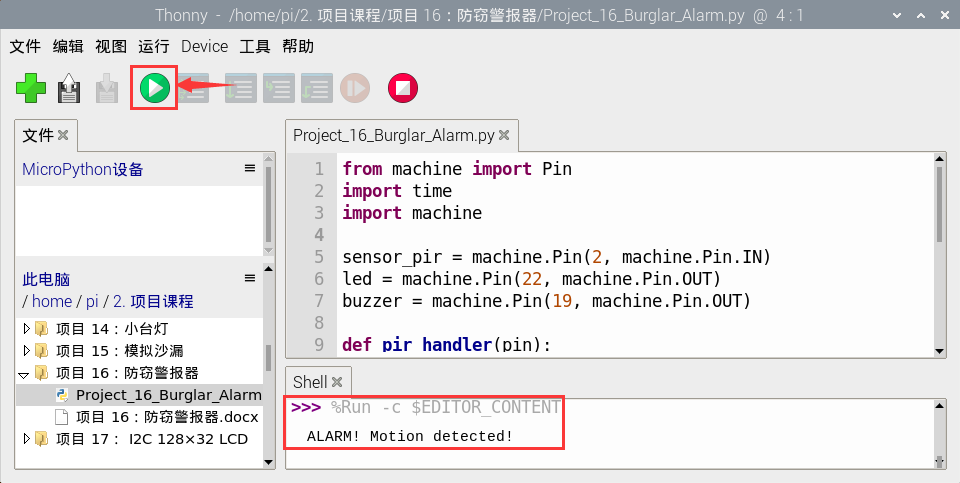 Thonny - /home/pi/2. 项目课程/项目 16：防窃警报器/Project_16_Burglar_Alarm.py @ 4 : 1
文件 编辑 视图 运行 Device 工具 帮助
文件
MicroPython设备
此电脑
/ home / pi / 2. 项目课程
项目 14：小台灯
项目 15：模拟沙漏
项目 16：防窃警报器
Project_16_Burglar_Alarm
项目 16：防窃警报器.docx
项目 17： I2C 128×32 LCD
Project_16_Burglar_Alarm.py
1 from machine import Pin
2 import time
3 import machine
4
5 sensor_pir = machine.Pin(2, machine.Pin.IN)
6 led = machine.Pin(22, machine.Pin.OUT)
7 buzzer = machine.Pin(19, machine.Pin.OUT)
8
9 def pir_handler(pin):
Shell
>>> %Run -c $EDITOR_CONTENT
ALARM! Motion detected!